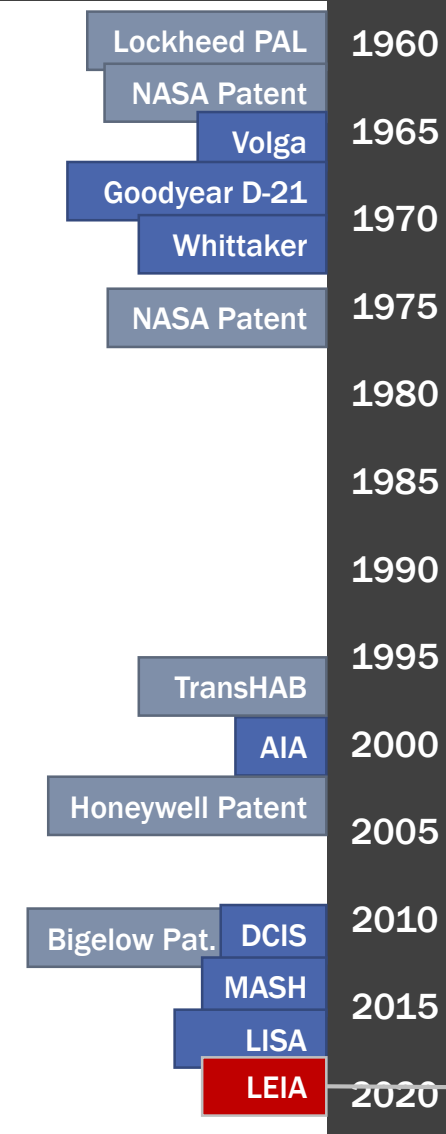 Lockheed PAL 1960
NASA Patent
Volga 1965
Goodyear D-21
1970
Whittaker
NASA Patent 1975
1980
1985
1990
1995
TransHAB
AIA 2000
Honeywell Patent
2005
Bigelow Pat. DCIS 2010
MASH
2015
LISA
LEIA 2020